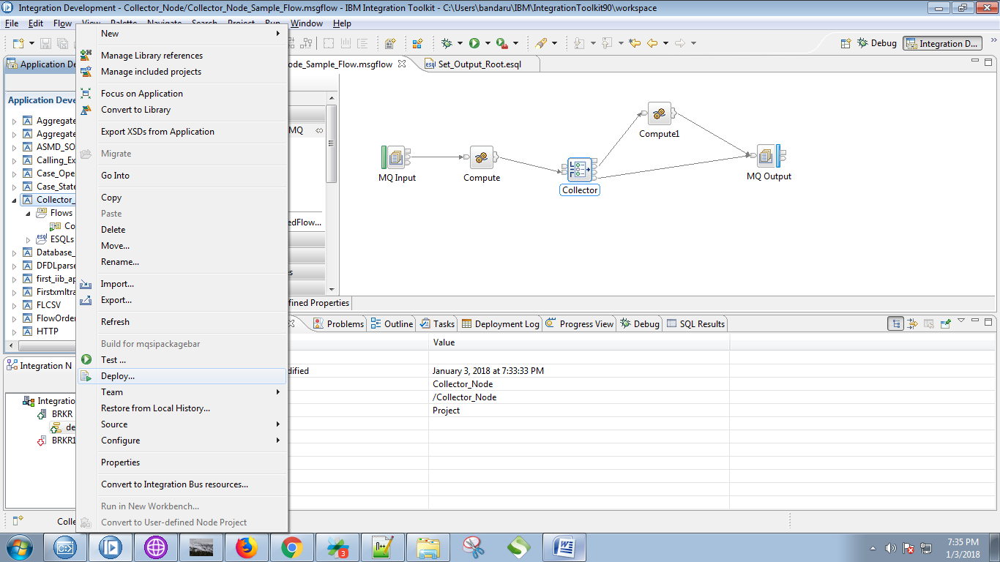 Integration Development - Collector_Node/Collector_Node_Sample_Flow.msgflow - IBM Integration Toolkit - C:\Users\bandaru\IBM\IntegrationToolkit90\workspace
File Edit Flow View Palette Navigate Search Project Run Window Help
Debug Integration D...
Application De
ode_Sample_Flow.msgflow
Set_Output_Root.esql
Application Deve
Aggregate
Aggregate
ASMD_SO
Calling_Ex
Case_Ope
Case_State
Collector_
Flows
Co
ESQLs
Database_
DFDLparse
first_iib_ap
Firstxmltra
FLCSV
FlowOrder
HTTP
New
Manage Library references
Manage included projects
Focus on Application
Convert to Library
Export XSDs from Application
Migrate
Go Into
Copy
Paste
Delete
Move...
Rename...
Import...
Export...
Refresh
Build for mqsipackagebar
Test ...
Deploy...
Team
Restore from Local History...
Source
Configure
Properties
Convert to Integration Bus resources...
Run in New Workbench...
Convert to User-defined Node Project
MQ
edFlow...
es
MQ Input
Compute
Collector
Compute1
MQ Output
fined Properties
Problems Outline Tasks Deployment Log Progress View Debug SQL Results
Value
dified January 3, 2018 at 7:33:33 PM
Collector_Node
/Collector_Node
Project
Integration N
Integratio
BRKR
de
BRKR1
Colle
7:35 PM
1/3/2018